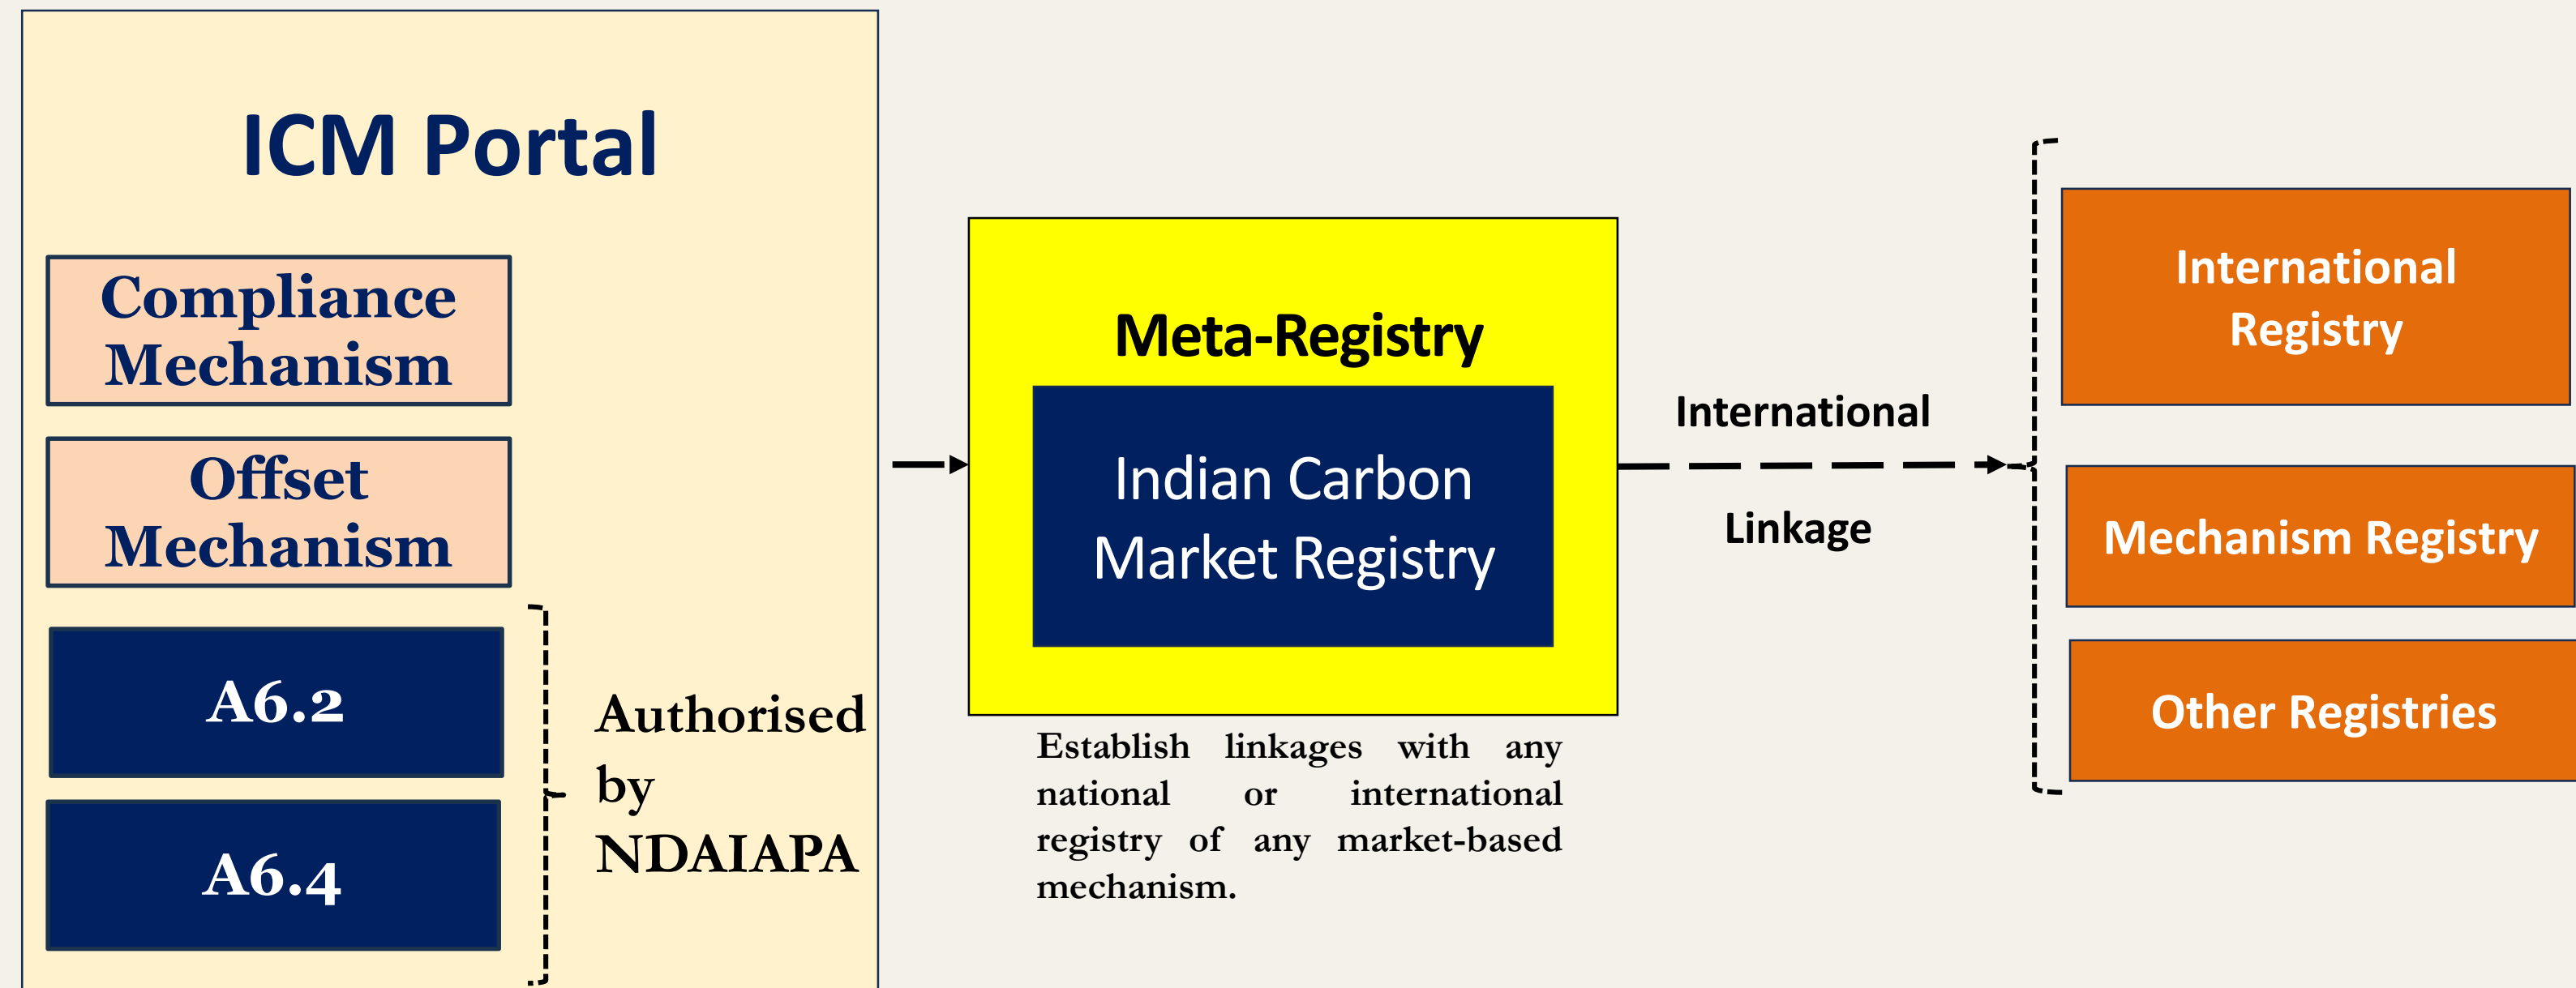 ICM Portal
Compliance
Mechanism
Offset
Mechanism
A6.2
A6.4
Authorised
by
NDAIAPA
Meta-Registry
Indian Carbon
Market Registry
Establish linkages with any
national or international
registry of any market-based
mechanism.
International
Linkage
International
Registry
Mechanism Registry
Other Registries